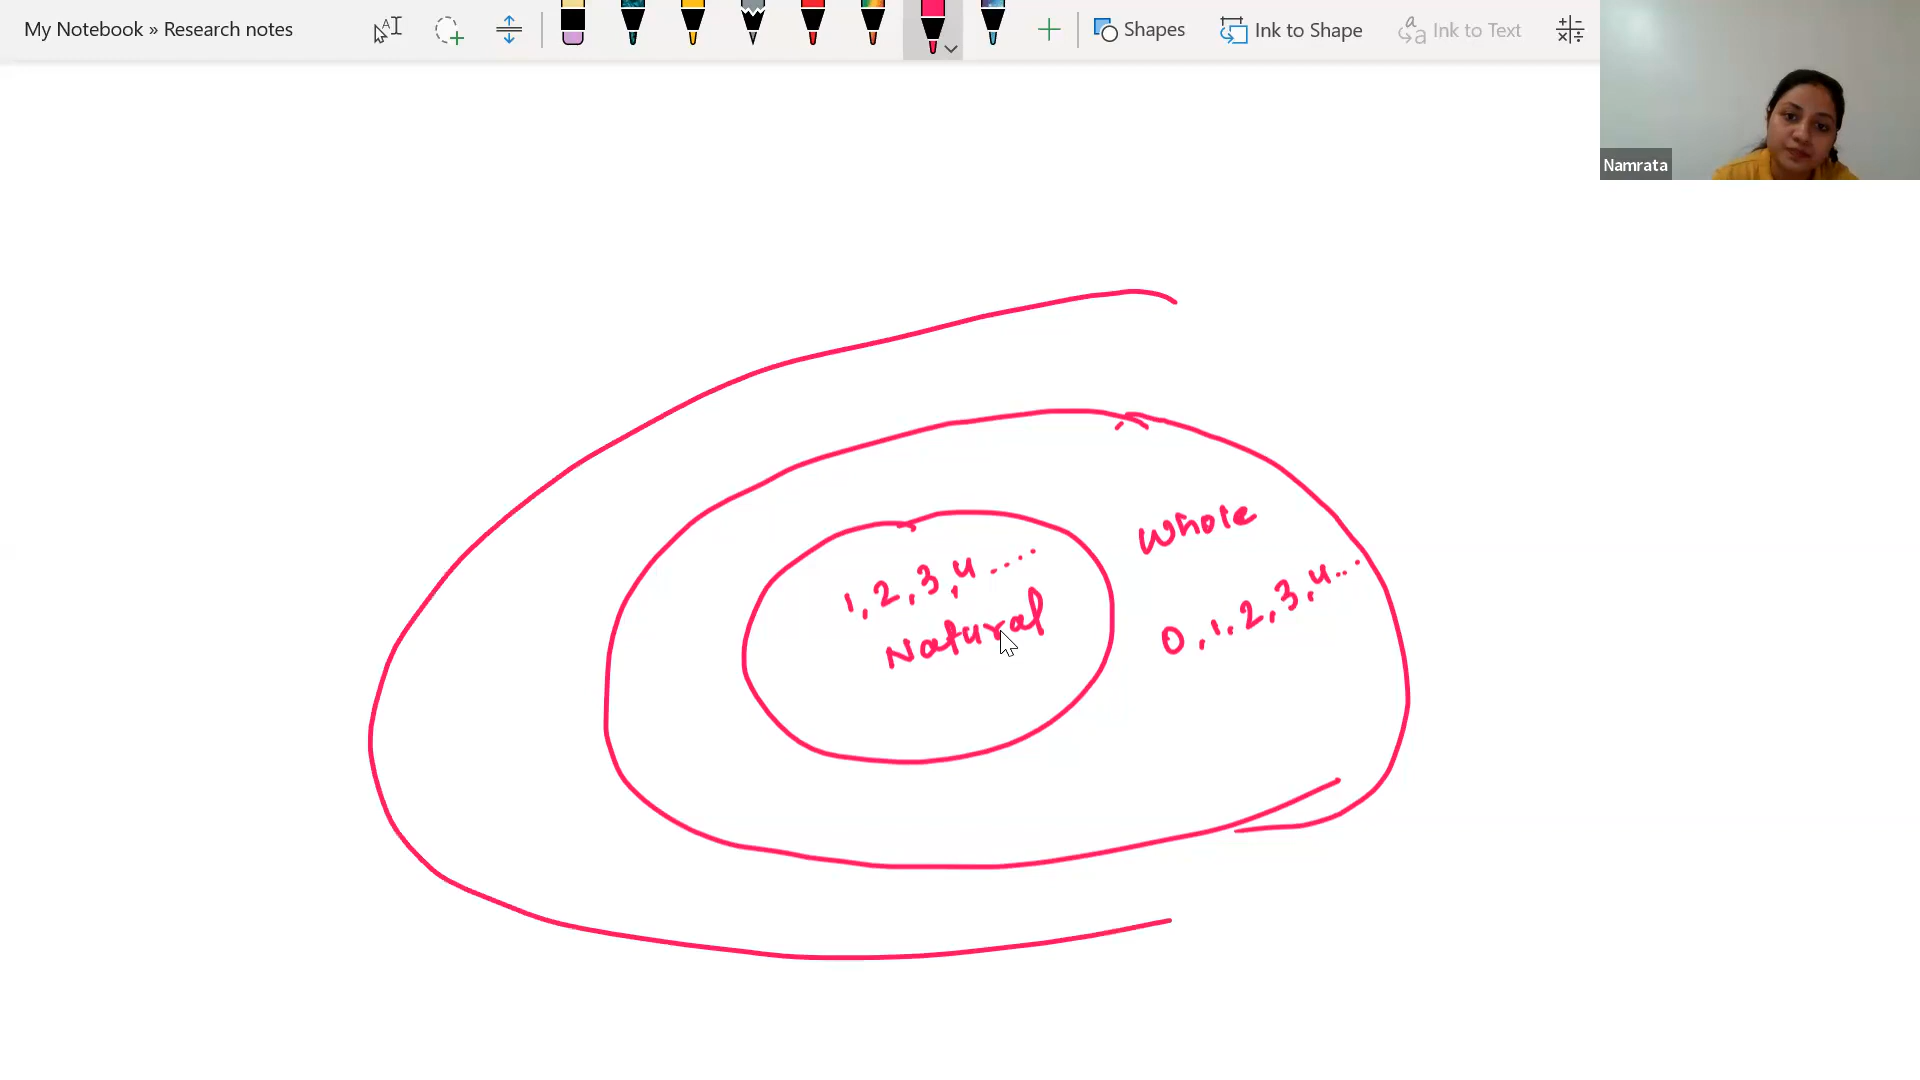 My Notebook » Research notes
Shapes
Ink to Shape
Ink to Text
Namrata
Whole
1, 2, 3, 4 ....
0, 1, 2, 3, 4...
Natural